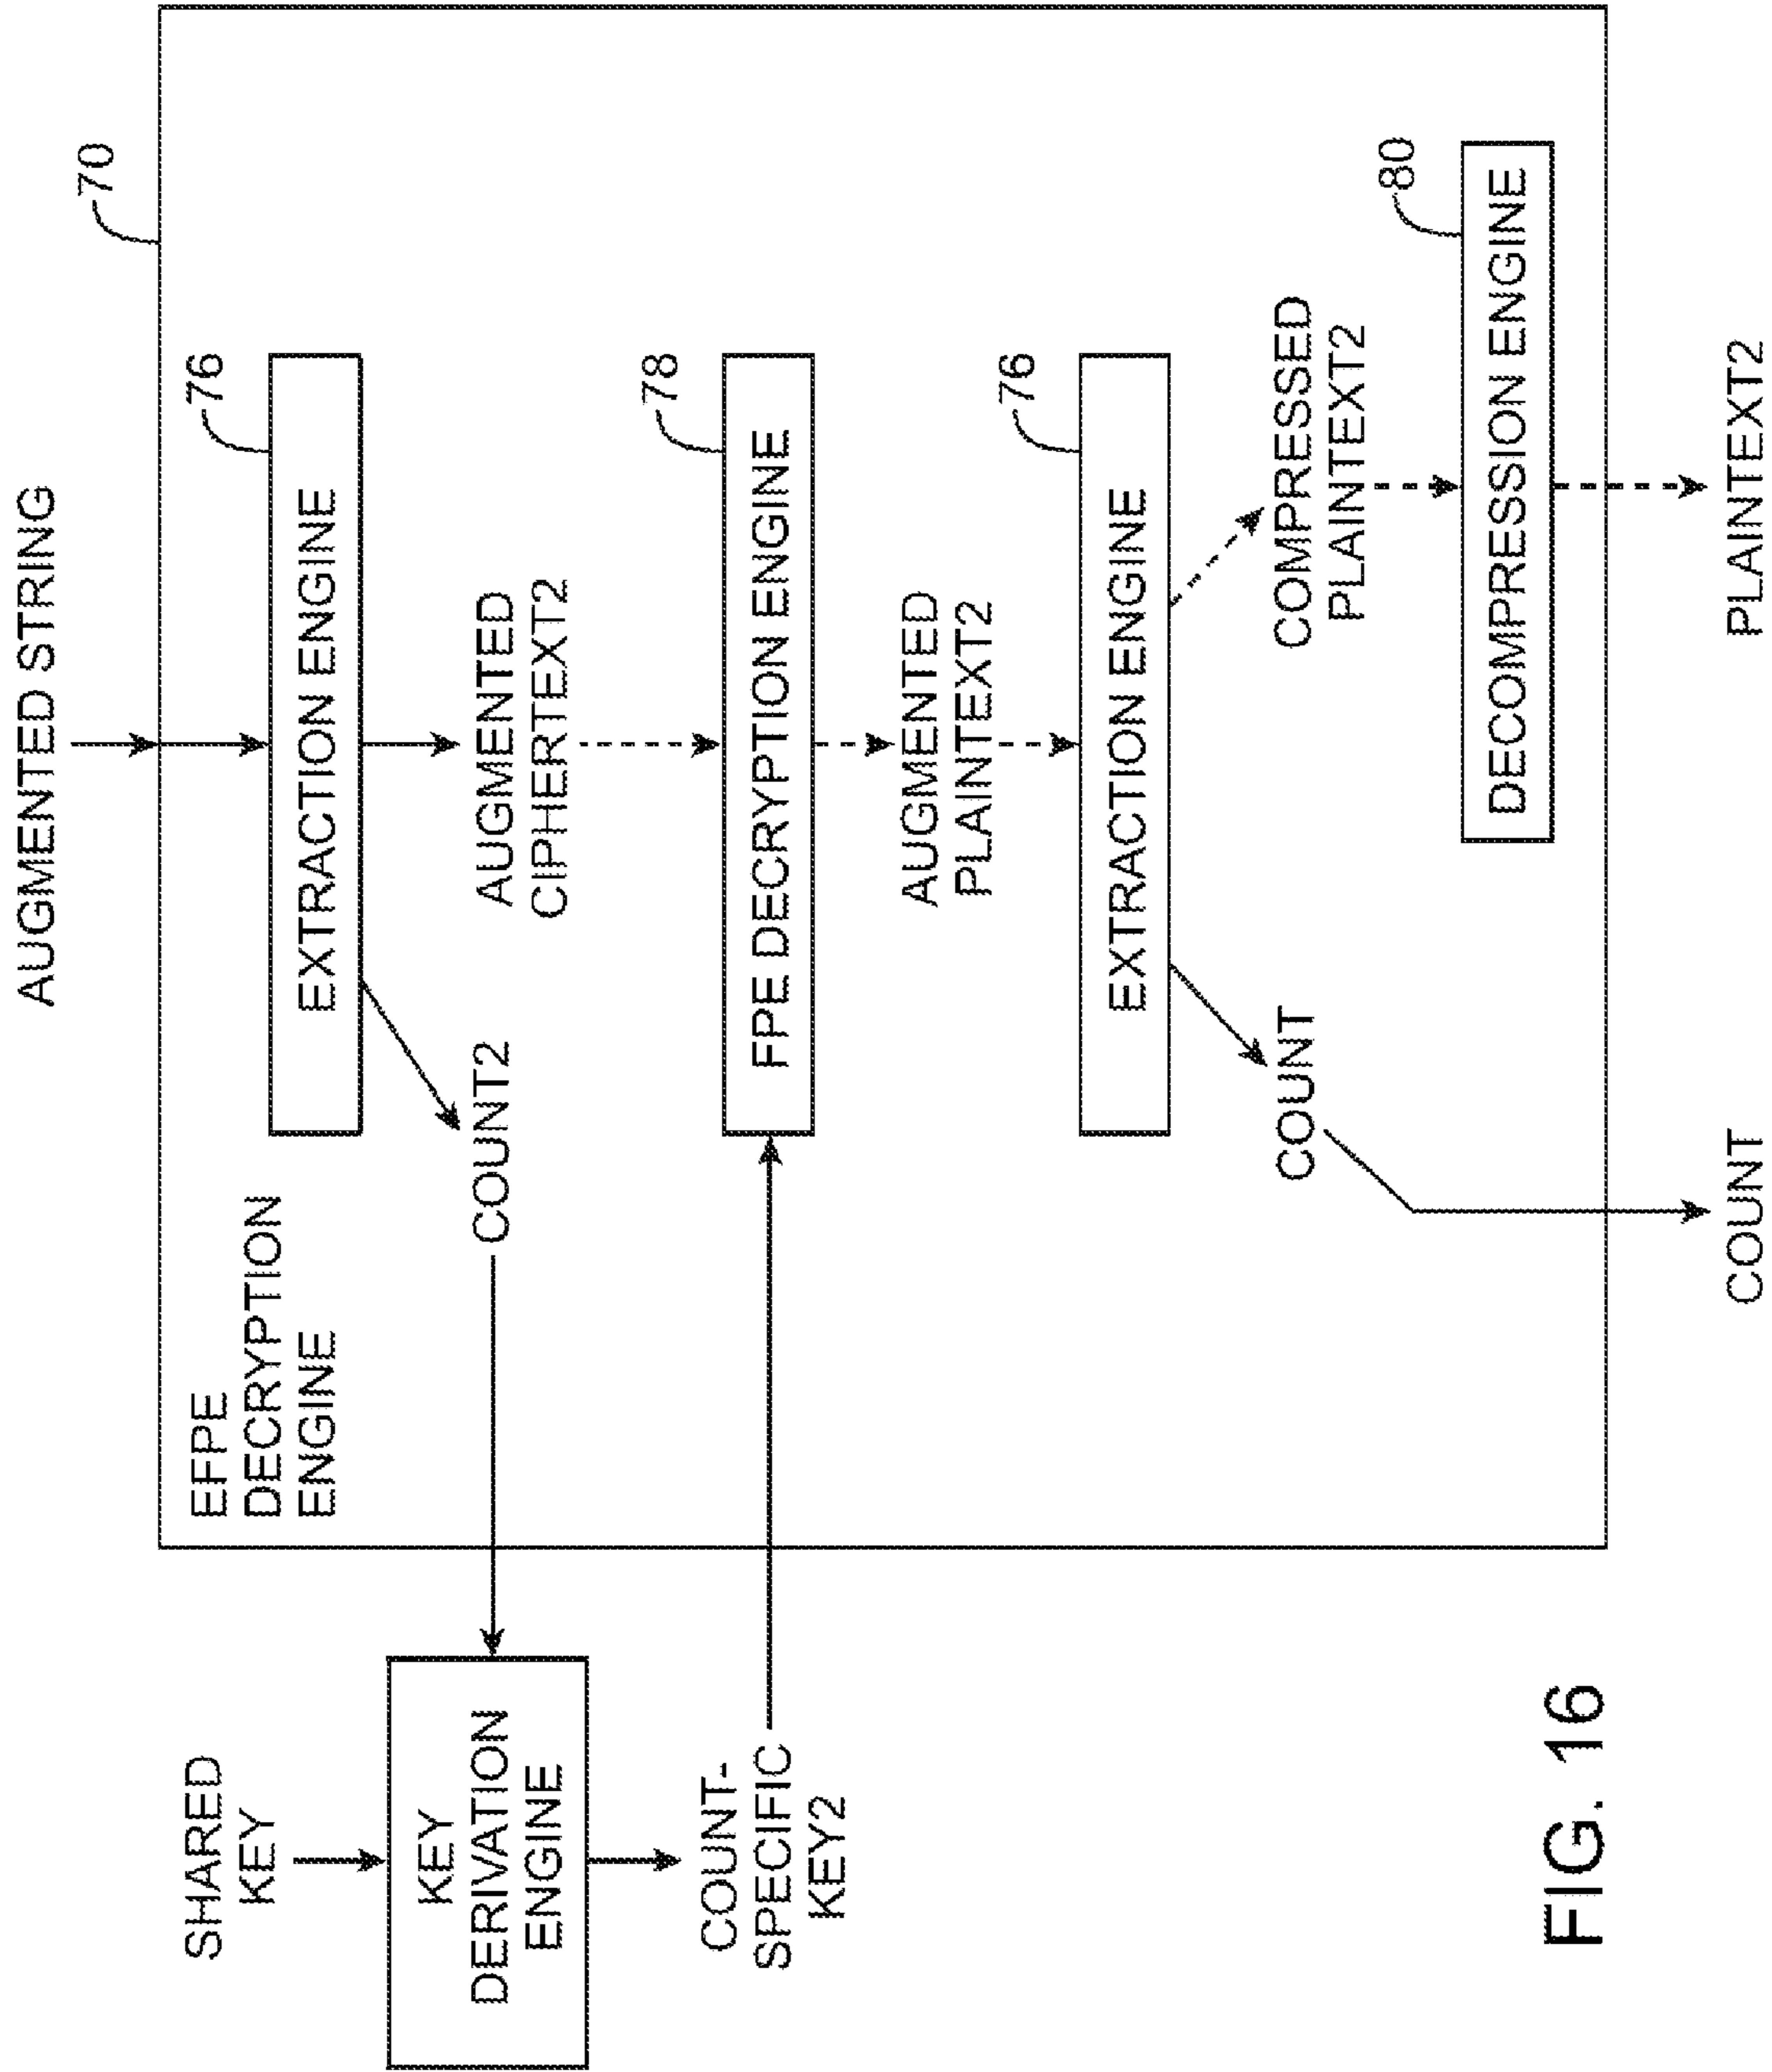 AUGMENTED STRING
70
EFPE
DECRYPTION
ENGINE
76
EXTRACTION ENGINE
SHARED
KEY
COUNT2
AUGMENTED
CIPHERTEXT2
KEY
DERIVATION
ENGINE
78
FPE DECRYPTION ENGINE
COUNT-
SPECIFIC
KEY2
AUGMENTED
PLAINTEXT2
76
EXTRACTION ENGINE
COUNT
COMPRESSED
PLAINTEXT2
80
DECOMPRESSION ENGINE
COUNT
PLAINTEXT2
FIG. 16